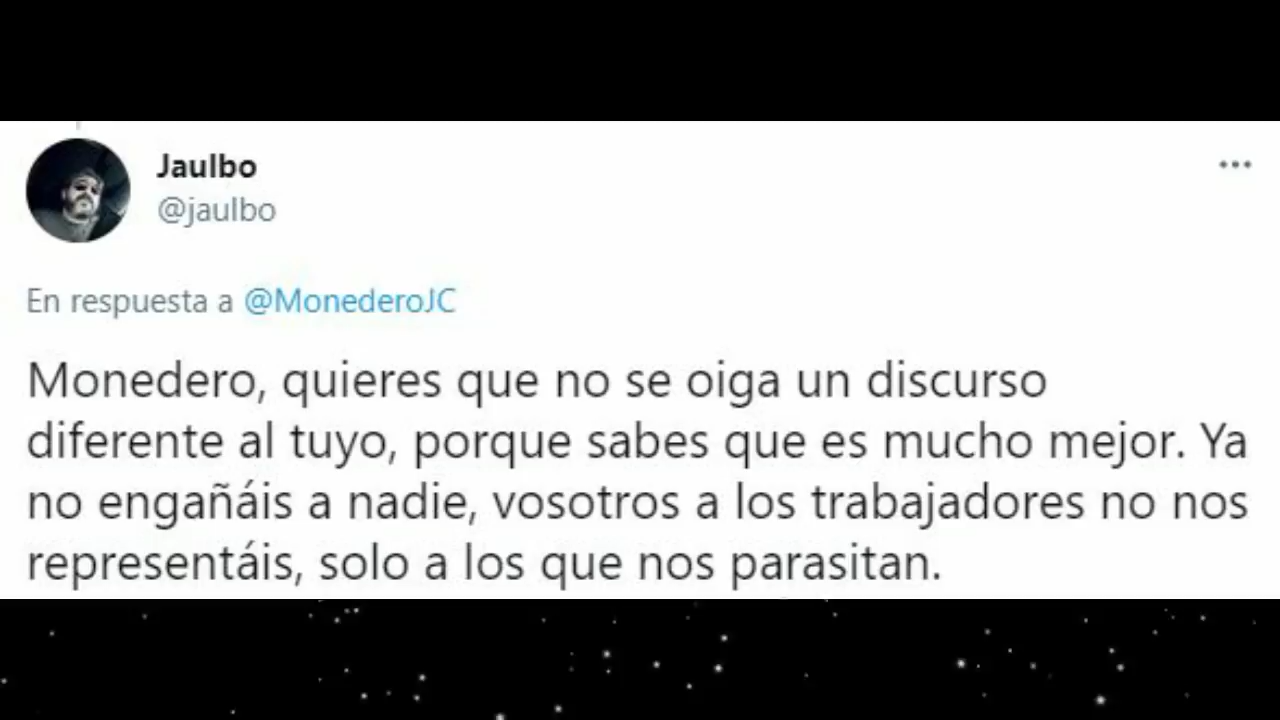 Jaulbo
@jaulbo
En respuesta a @MonederoJC
Monedero, quieres que no se oiga un discurso
diferente al tuyo, porque sabes que es mucho mejor. Ya
no engañáis a nadie, vosotros a los trabajadores no nos
representáis, solo a los que nos parasitan.